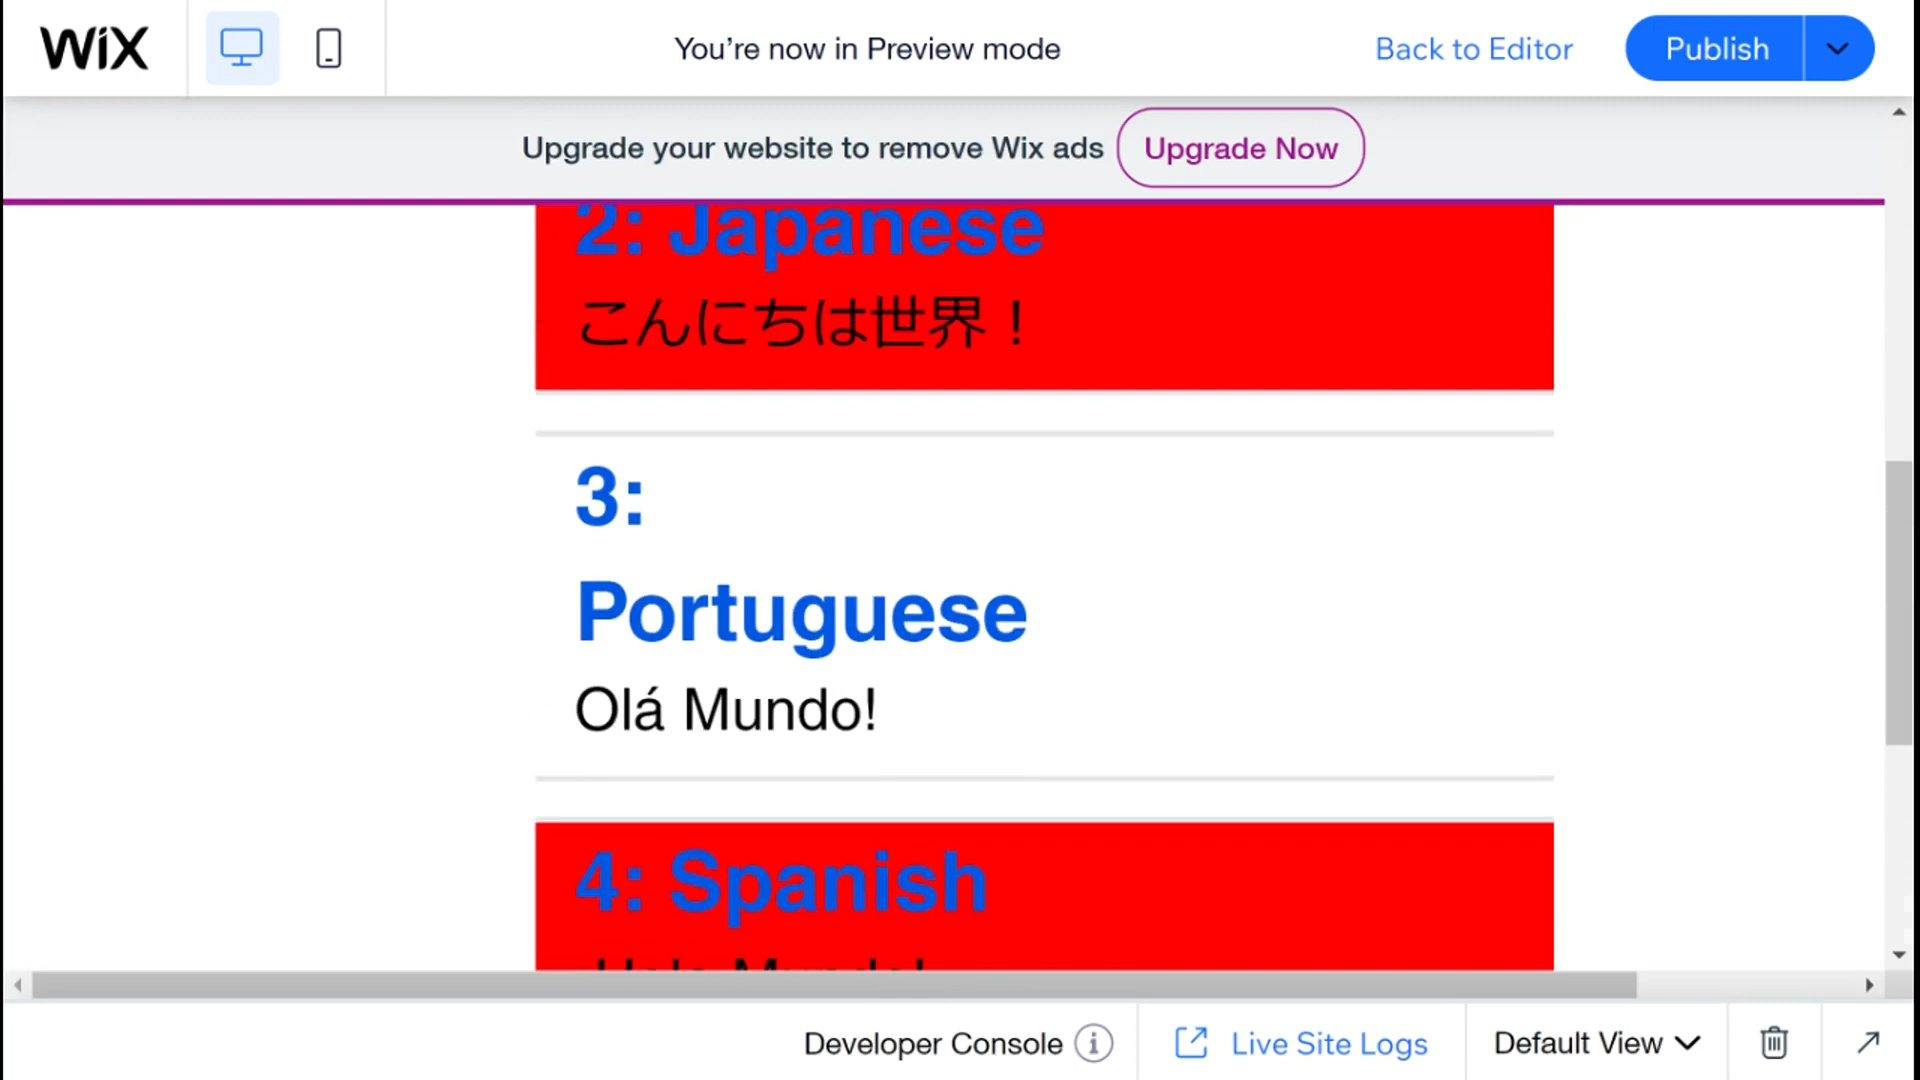 WiX
You're now in Preview mode
Back to Editor
Publish
Upgrade your website to remove Wix ads
Upgrade Now
2: Japanese
こんにちは世界！
3:
Portuguese
Olá Mundo!
4: Spanish
Developer Console
Live Site Logs
Default View